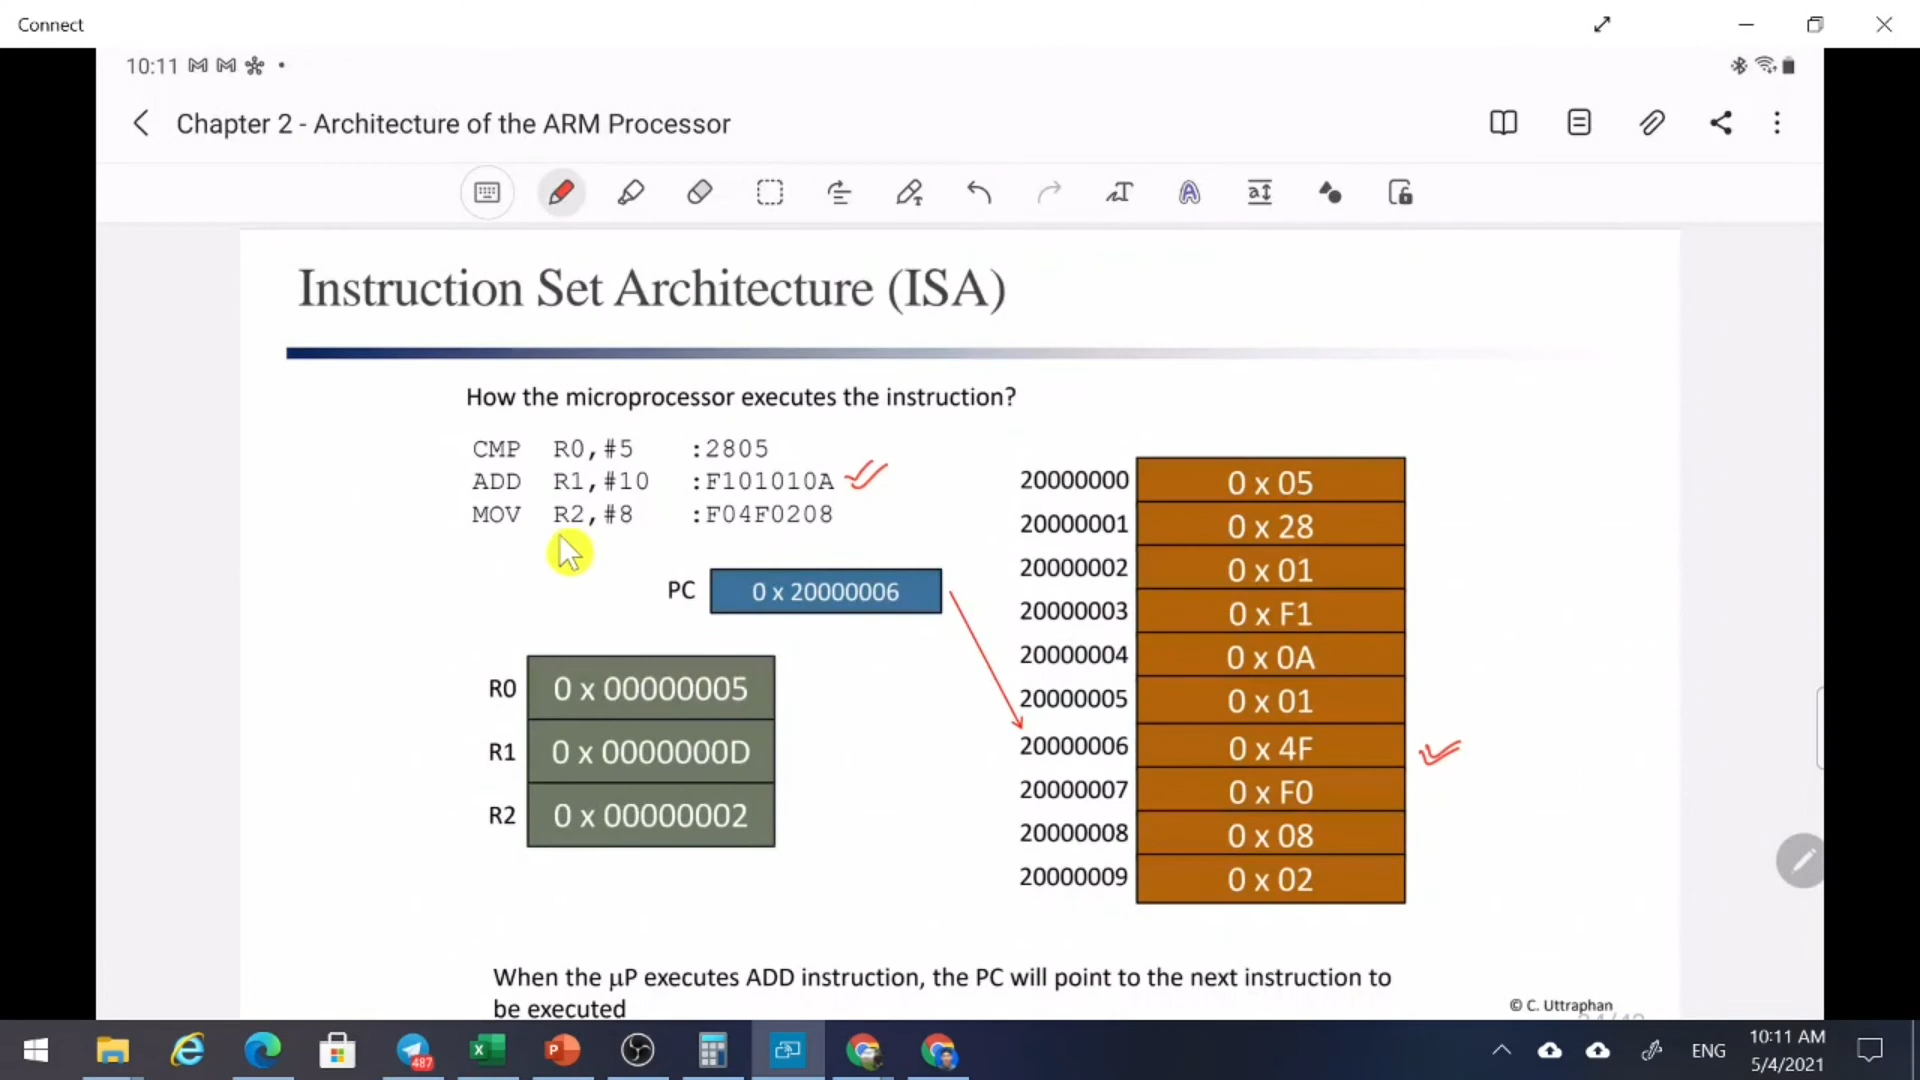 Connect
10:11
Chapter 2 - Architecture of the ARM Processor
Instruction Set Architecture (ISA)
How the microprocessor executes the instruction?
CMP R0,#5 :2805
ADD R1,#10 :F101010A
MOV R2,#8 :F04F0208
PC 0 x 20000006
R0 0 x 00000005
R1 0 x 0000000D
R2 0 x 00000002
20000000 0 x 05
20000001 0 x 28
20000002 0 x 01
20000003 0 x F1
20000004 0 x 0A
20000005 0 x 01
20000006 0 x 4F
20000007 0 x F0
20000008 0 x 08
20000009 0 x 02
When the µP executes ADD instruction, the PC will point to the next instruction to
be executed
© C. Uttraphan
487
ENG
10:11 AM
5/4/2021